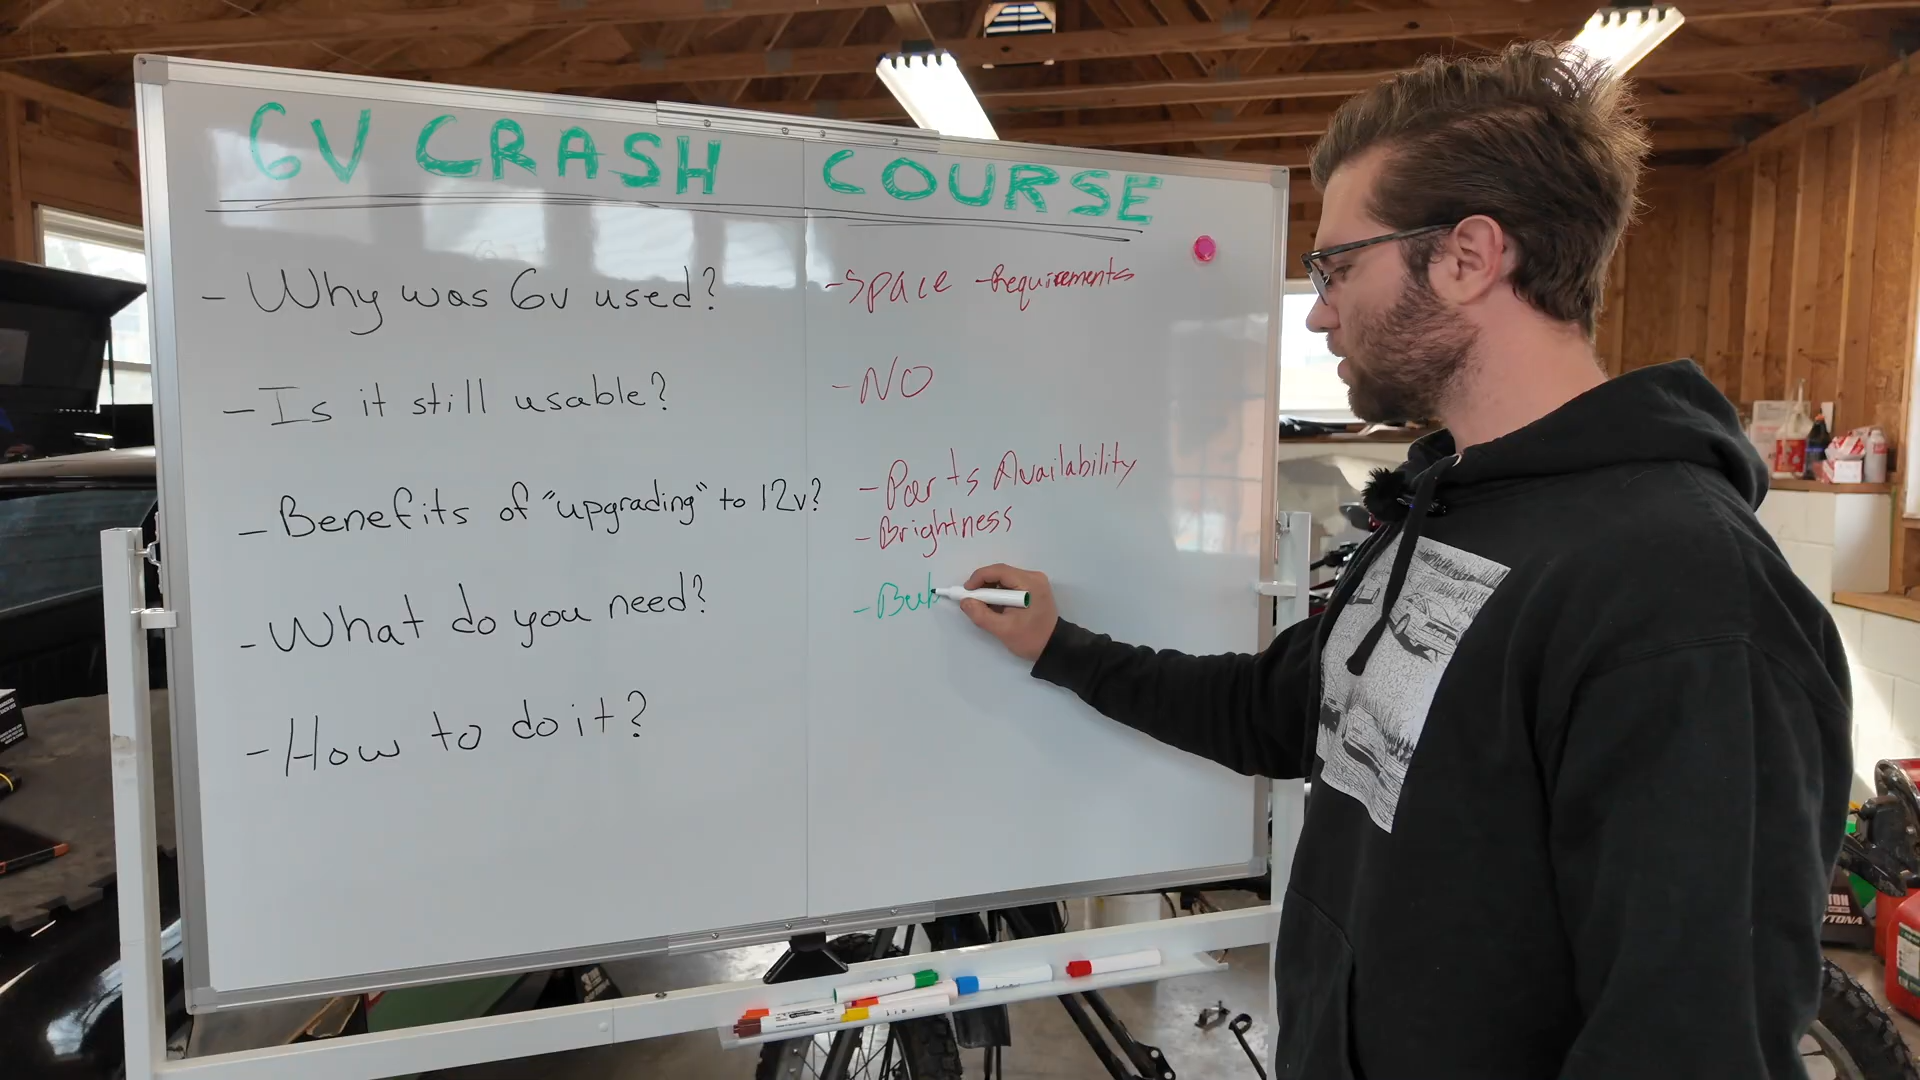 6V CRASH COURSE
- Why was 6v used? - Space - Requirements
- Is it still usable? - NO
- Benefits of "upgrading" to 12v? - Parts Availability
- Brightness
- What do you need?
- How to do it?
YTONA